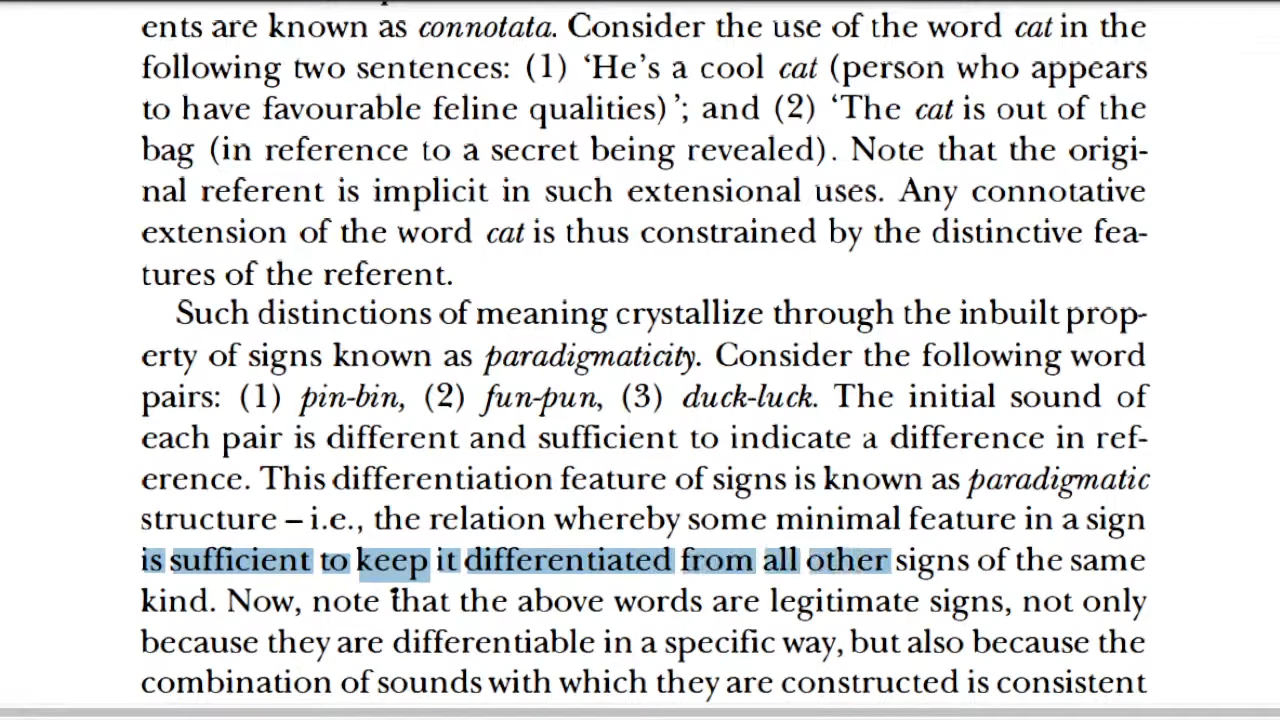 ents are known as connotata. Consider the use of the word cat in the
following two sentences: (1) ‘He’s a cool cat (person who appears
to have favourable feline qualities)’; and (2) ‘The cat is out of the
bag (in reference to a secret being revealed). Note that the origi-
nal referent is implicit in such extensional uses. Any connotative
extension of the word cat is thus constrained by the distinctive fea-
tures of the referent.
Such distinctions of meaning crystallize through the inbuilt prop-
erty of signs known as paradigmaticity. Consider the following word
pairs: (1) pin-bin, (2) fun-pun, (3) duck-luck. The initial sound of
each pair is different and sufficient to indicate a difference in ref-
erence. This differentiation feature of signs is known as paradigmatic
structure – i.e., the relation whereby some minimal feature in a sign
is sufficient to keep it differentiated from all other signs of the same
kind. Now, note that the above words are legitimate signs, not only
because they are differentiable in a specific way, but also because the
combination of sounds with which they are constructed is consistent